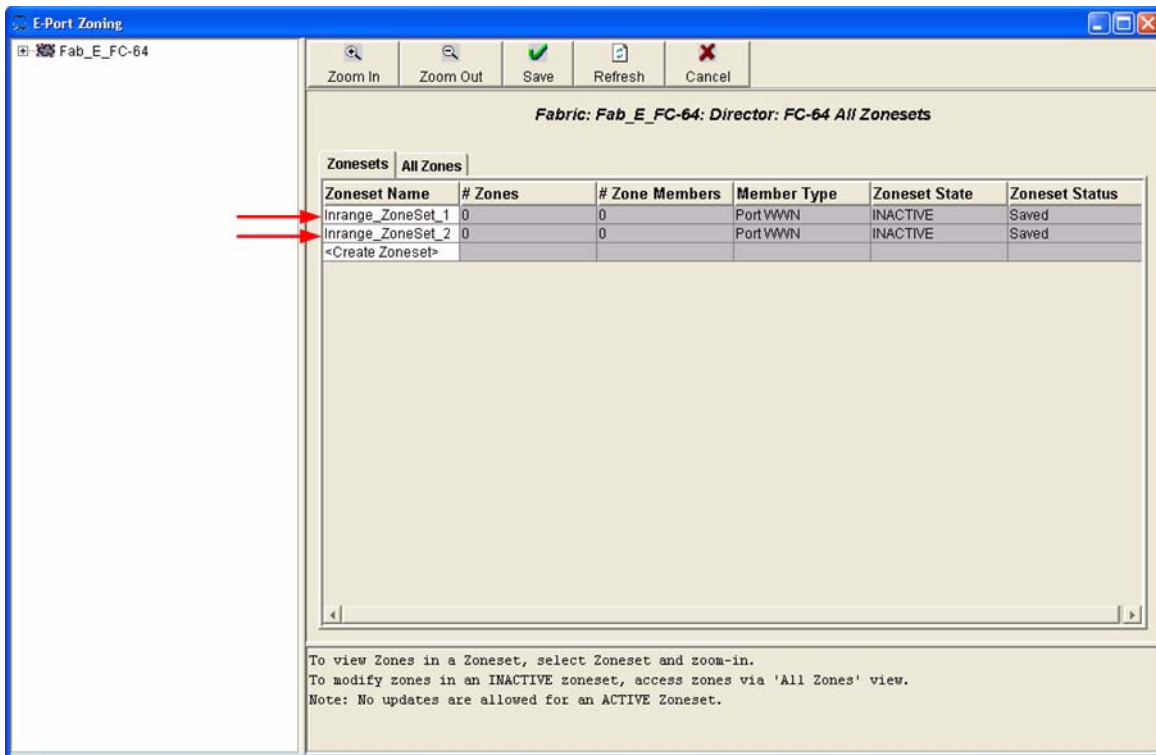 E-Port Zoning
Fab_E_FC-64
Zoom In Zoom Out Save Refresh Cancel
Fabric: Fab_E_FC-64: Director: FC-64 All Zonesets
Zonesets All Zones
Zoneset Name # Zones # Zone Members Member Type Zoneset State Zoneset Status
Inrange_ZoneSet_1 0 0 Port WWN INACTIVE Saved
Inrange_ZoneSet_2 0 0 Port WWN INACTIVE Saved
<Create Zoneset>
To view Zones in a Zoneset, select Zoneset and zoom-in.
To modify zones in an INACTIVE zoneset, access zones via 'All Zones' view.
Note: No updates are allowed for an ACTIVE Zoneset.